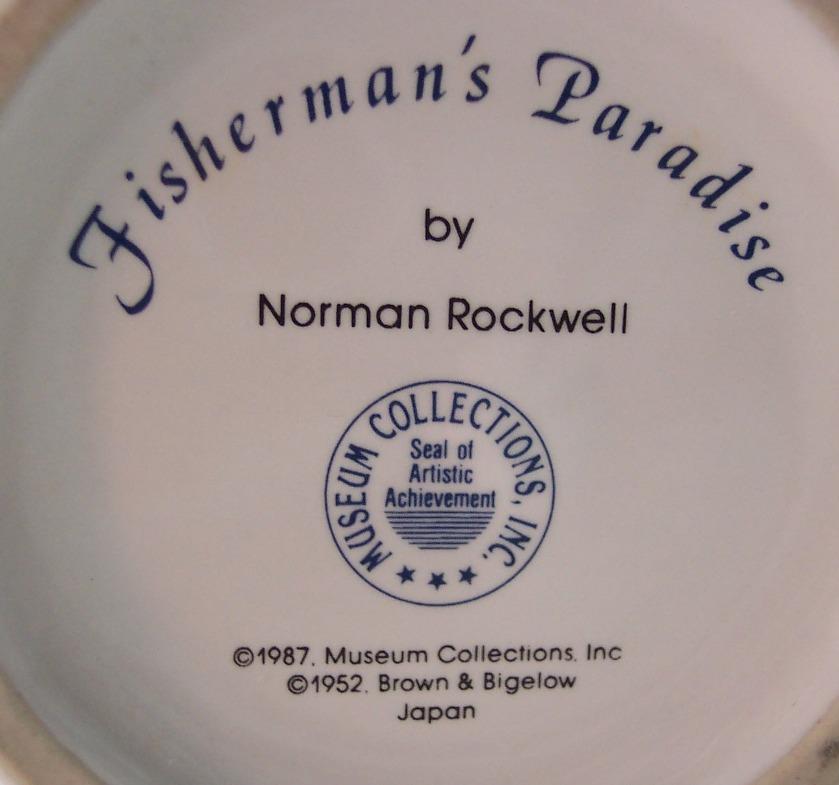 Fisherman's Paradise
by
Norman Rockwell
MUSEUM COLLECTIONS, INC.
Seal of
Artistic
Achievement
©1987. Museum Collections. Inc
©1952. Brown & Bigelow
Japan